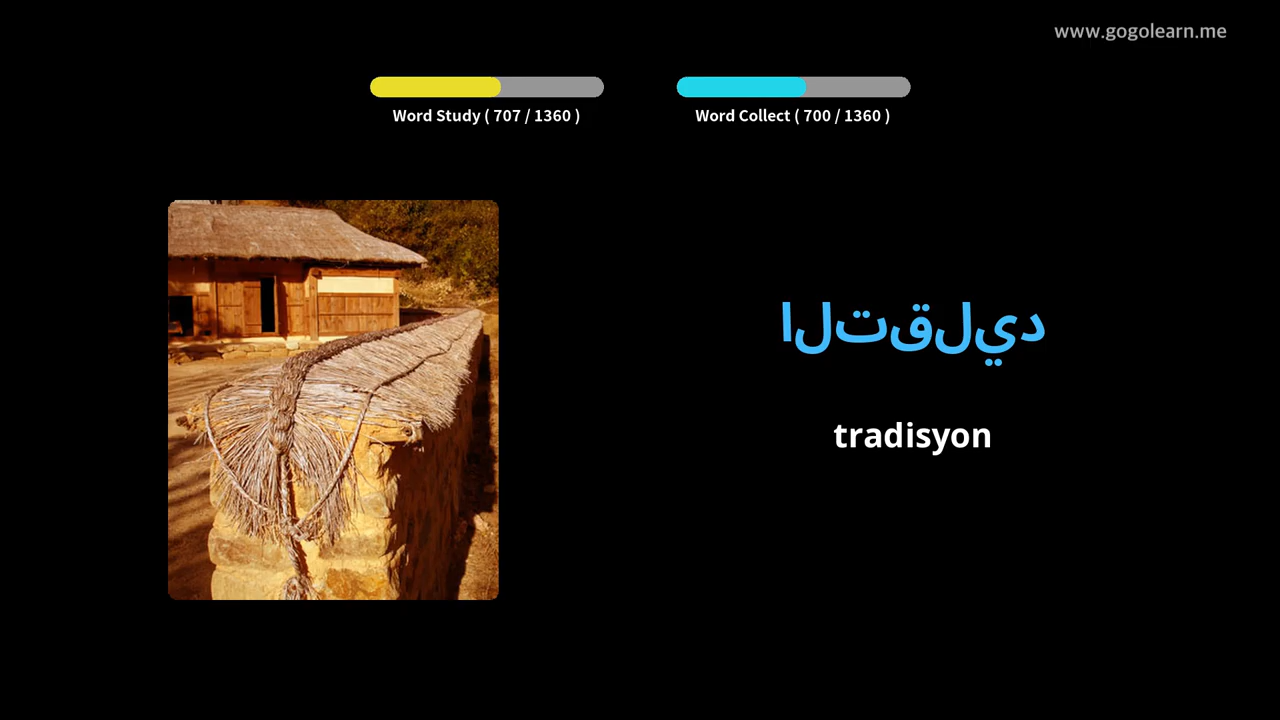 www.gogolearn.me
Word Study ( 707 / 1360 )
Word Collect ( 700 / 1360 )
التقليد
tradisyon